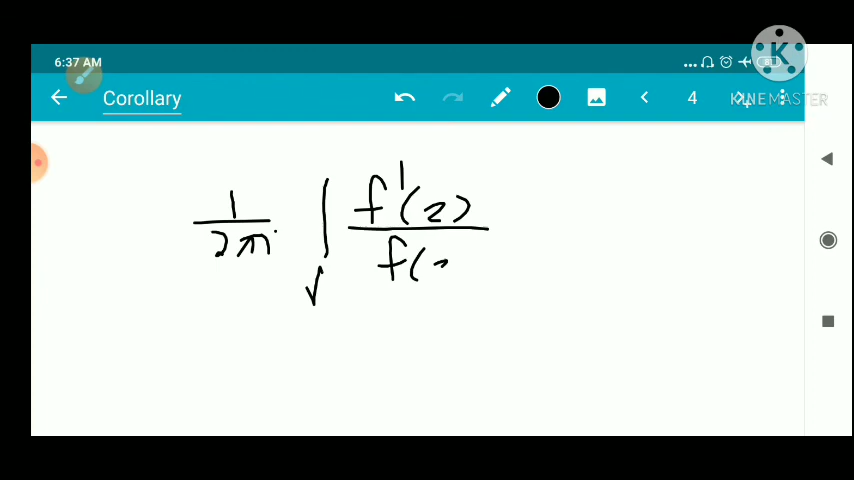 6:37 AM
KINEMASTER
Corollary
4
1/2πi ∫γ f'(z)/f(z